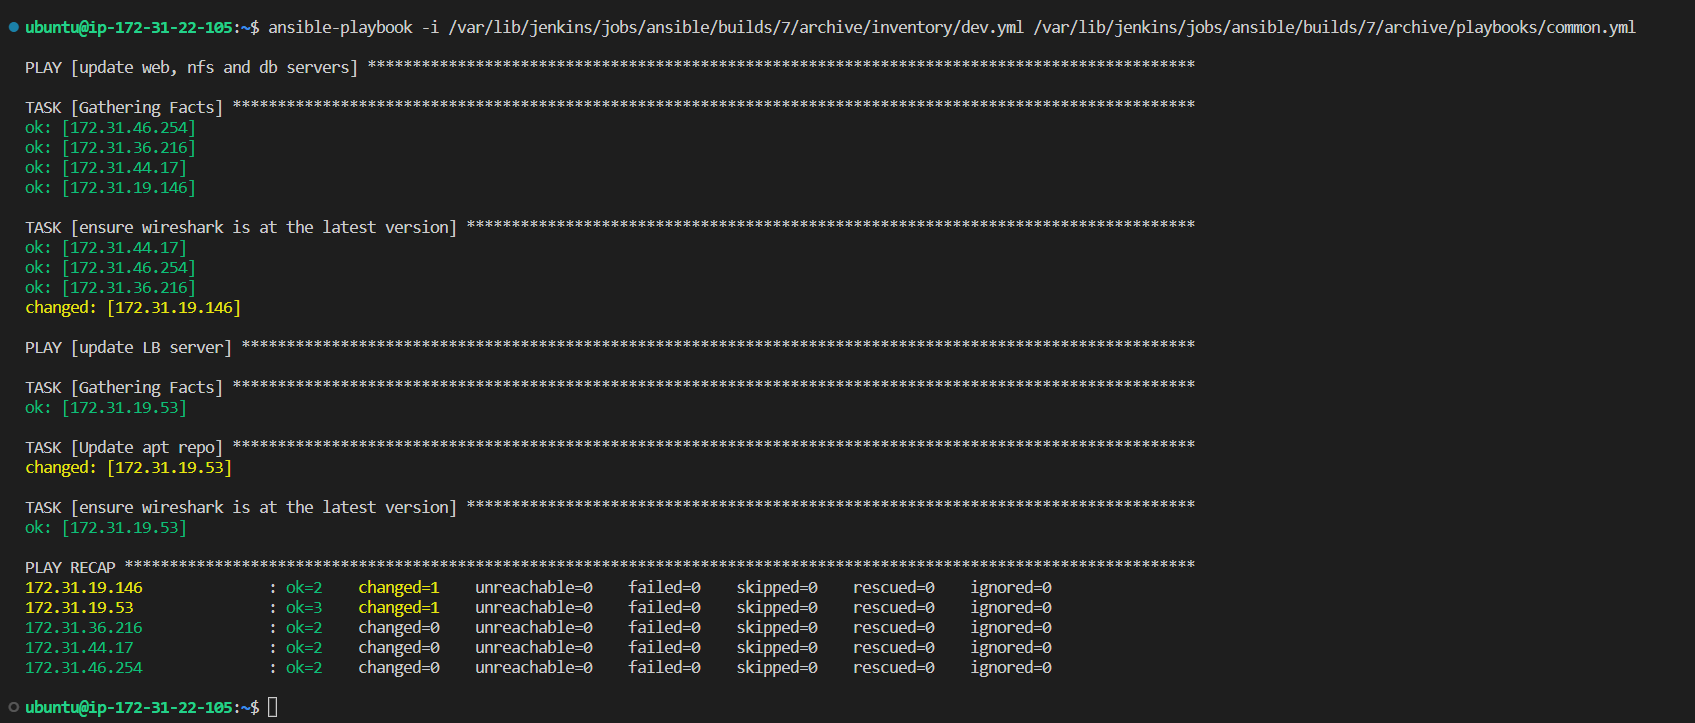 ubuntu@ip-172-31-22-105:~$ ansible-playbook -i /var/lib/jenkins/jobs/ansible/builds/7/archive/inventory/dev.yml /var/lib/jenkins/jobs/ansible/builds/7/archive/playbooks/common.yml
PLAY [update web, nfs and db servers] ********************************************************************************************
TASK [Gathering Facts] ***********************************************************************************************************
ok: [172.31.46.254]
ok: [172.31.36.216]
ok: [172.31.44.17]
ok: [172.31.19.146]
TASK [ensure wireshark is at the latest version] *********************************************************************************
ok: [172.31.44.17]
ok: [172.31.46.254]
ok: [172.31.36.216]
changed: [172.31.19.146]
PLAY [update LB server] **********************************************************************************************************
TASK [Gathering Facts] ***********************************************************************************************************
ok: [172.31.19.53]
TASK [Update apt repo] ***********************************************************************************************************
changed: [172.31.19.53]
TASK [ensure wireshark is at the latest version] *********************************************************************************
ok: [172.31.19.53]
PLAY RECAP ***********************************************************************************************************************
172.31.19.146              : ok=2    changed=1    unreachable=0    failed=0    skipped=0    rescued=0    ignored=0
172.31.19.53               : ok=3    changed=1    unreachable=0    failed=0    skipped=0    rescued=0    ignored=0
172.31.36.216              : ok=2    changed=0    unreachable=0    failed=0    skipped=0    rescued=0    ignored=0
172.31.44.17               : ok=2    changed=0    unreachable=0    failed=0    skipped=0    rescued=0    ignored=0
172.31.46.254              : ok=2    changed=0    unreachable=0    failed=0    skipped=0    rescued=0    ignored=0
ubuntu@ip-172-31-22-105:~$